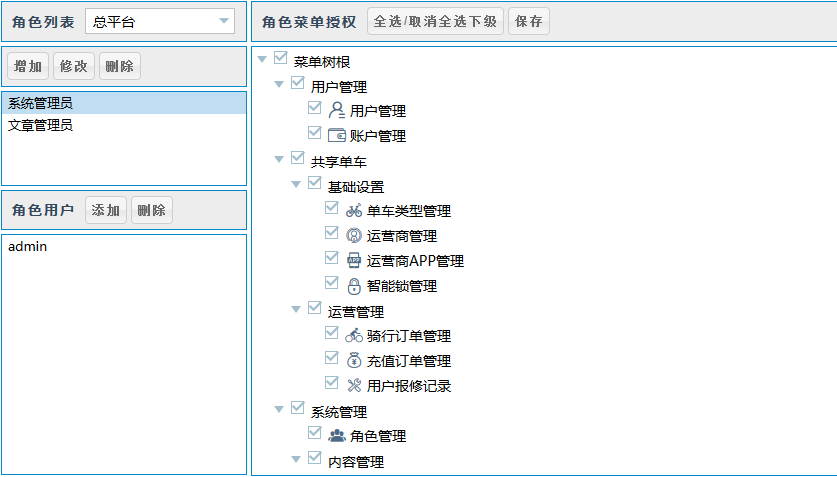 角色列表 总平台
增加 修改 删除
系统管理员
文章管理员
角色用户 添加 删除
admin
角色菜单授权 全选/取消全选下级 保存
菜单树根
用户管理
用户管理
账户管理
共享单车
基础设置
单车类型管理
运营商管理
APP 运营商APP管理
智能锁管理
运营管理
骑行订单管理
¥ 充值订单管理
用户报修记录
系统管理
角色管理
内容管理